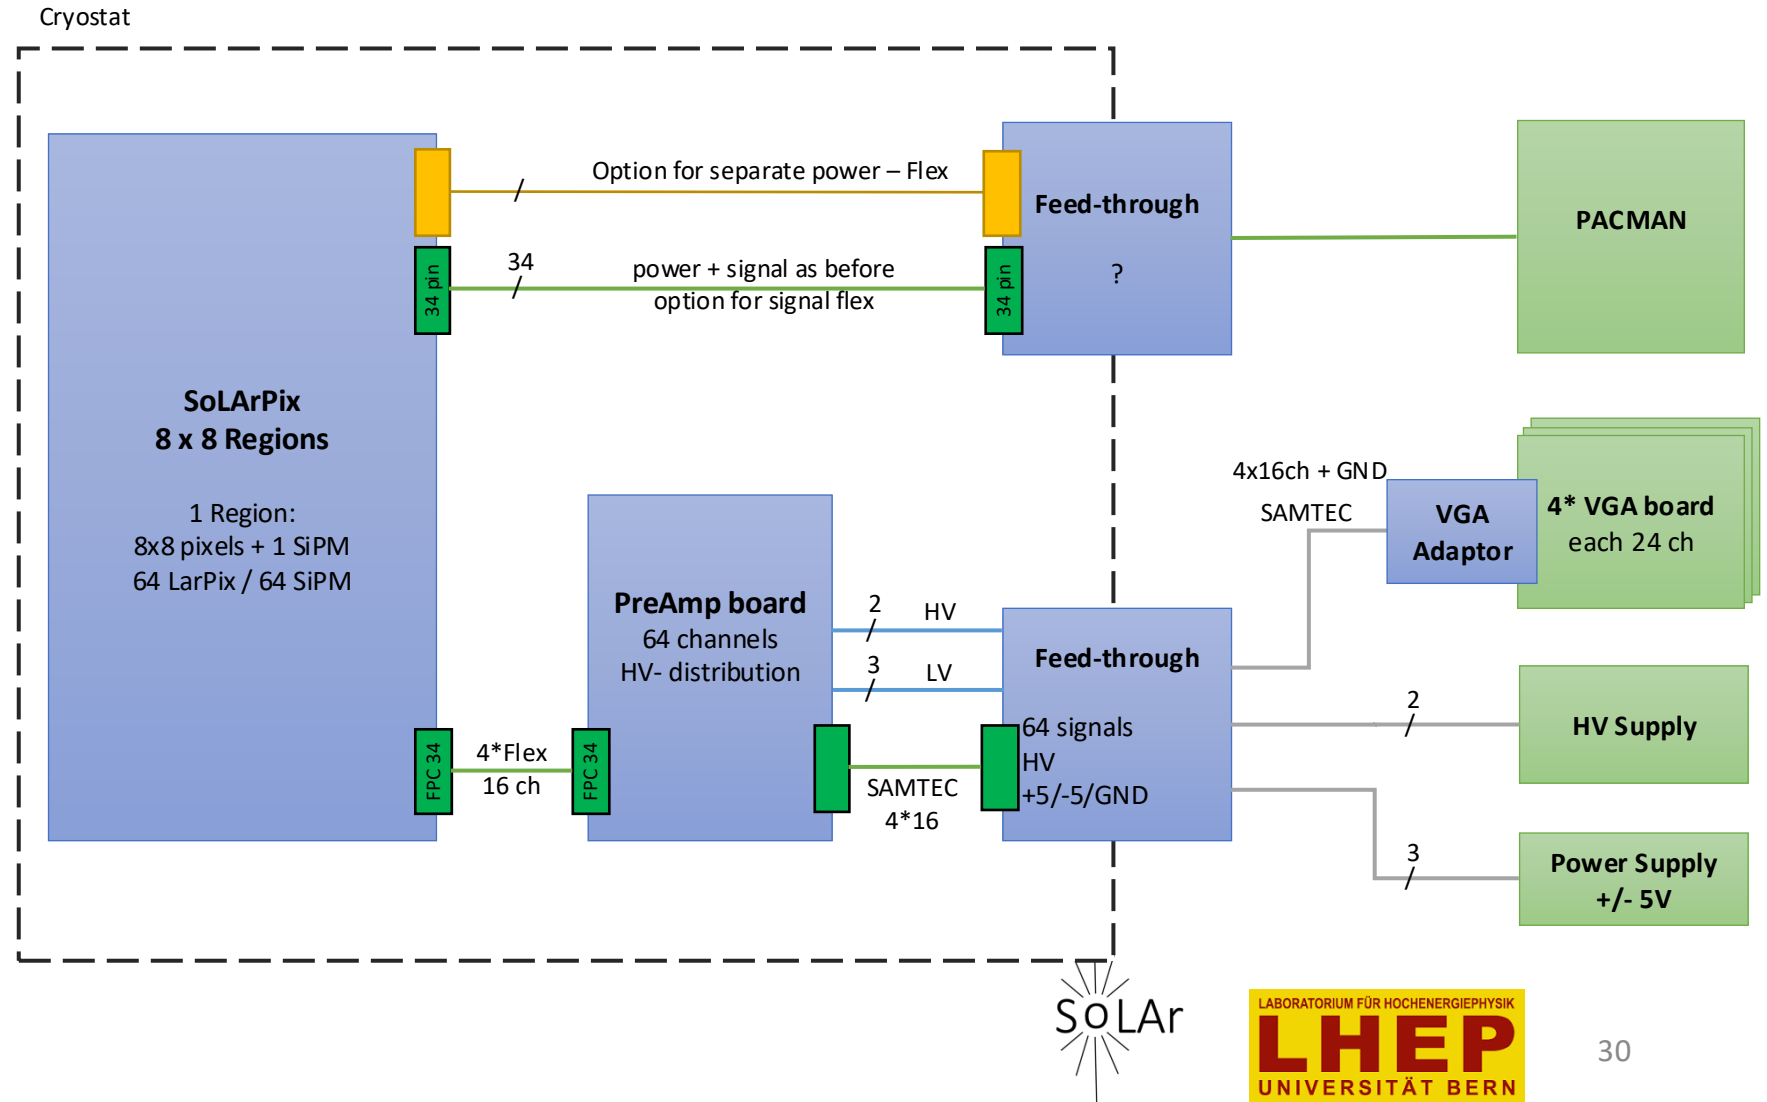 Cryostat
Option for separate power – Flex
34 pin
34
power + signal as before
option for signal flex
34 pin
Feed-through
?
PACMAN
SoLArPix
8 x 8 Regions
1 Region:
8x8 pixels + 1 SiPM
64 LarPix / 64 SiPM
FPC 34
4*Flex
16 ch
FPC 34
PreAmp board
64 channels
HV- distribution
2
HV
3
LV
SAMTEC
4*16
Feed-through
64 signals
HV
+5/-5/GND
4x16ch + GND
SAMTEC
VGA
Adaptor
4* VGA board
each 24 ch
2
HV Supply
3
Power Supply
+/- 5V
SoLAr
LABORATORIUM FÜR HOCHENERGIEPHYSIK
LHEP
UNIVERSITÄT BERN
30